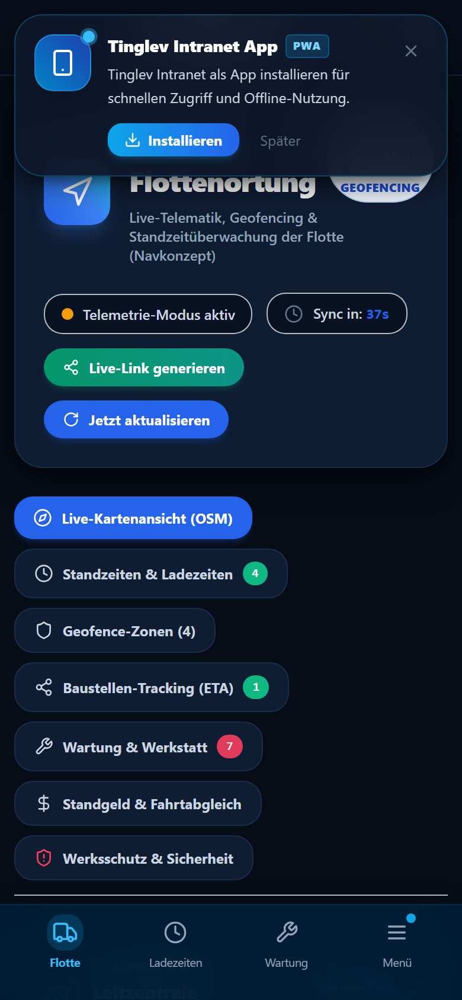 Tinglev Intranet App PWA
Tinglev Intranet als App installieren für
schnellen Zugriff und Offline-Nutzung.
Installieren
Später
Flottenortung
GEOFENCING
Live-Telematik, Geofencing &
Standzeitüberwachung der Flotte
(Navkonzept)
Telemetrie-Modus aktiv
Sync in: 37s
Live-Link generieren
Jetzt aktualisieren
Live-Kartenansicht (OSM)
Standzeiten & Ladezeiten 4
Geofence-Zonen (4)
Baustellen-Tracking (ETA) 1
Wartung & Werkstatt 7
Standgeld & Fahrtabgleich
Werksschutz & Sicherheit
Flotte
Ladezeiten
Wartung
Menü
Leitzentrale